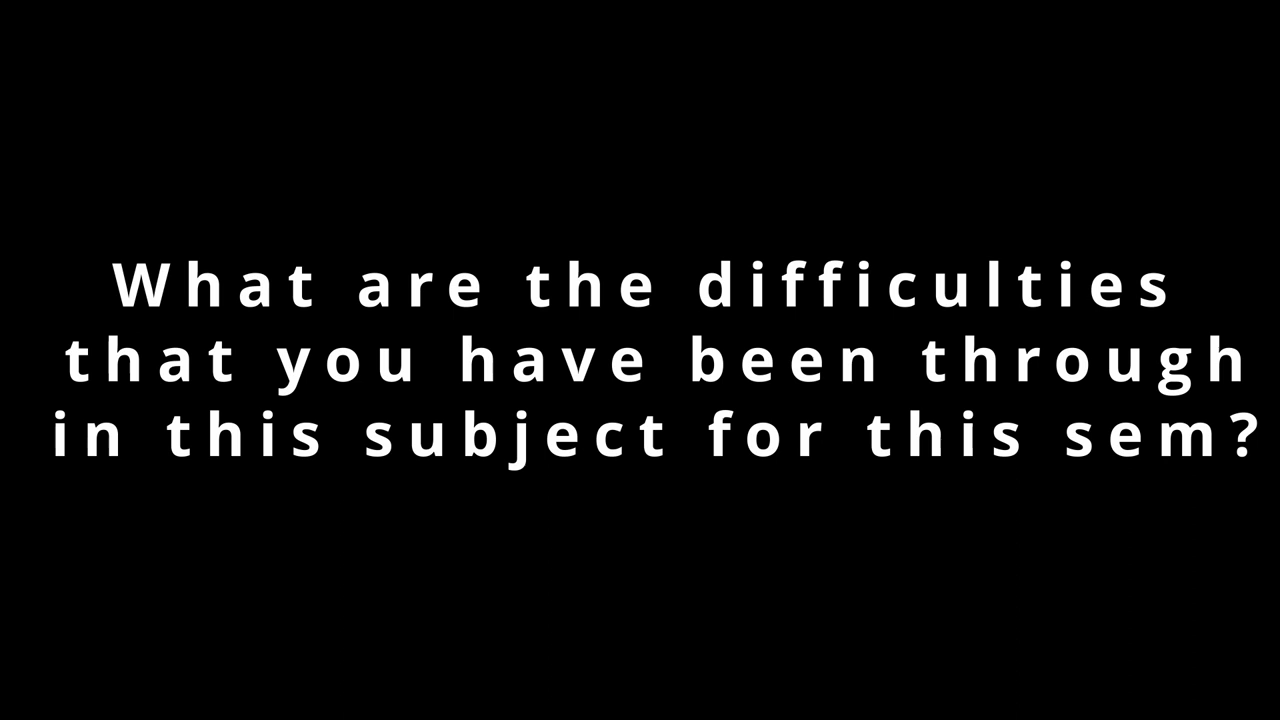 What are the difficulties
that you have been through
in this subject for this sem?